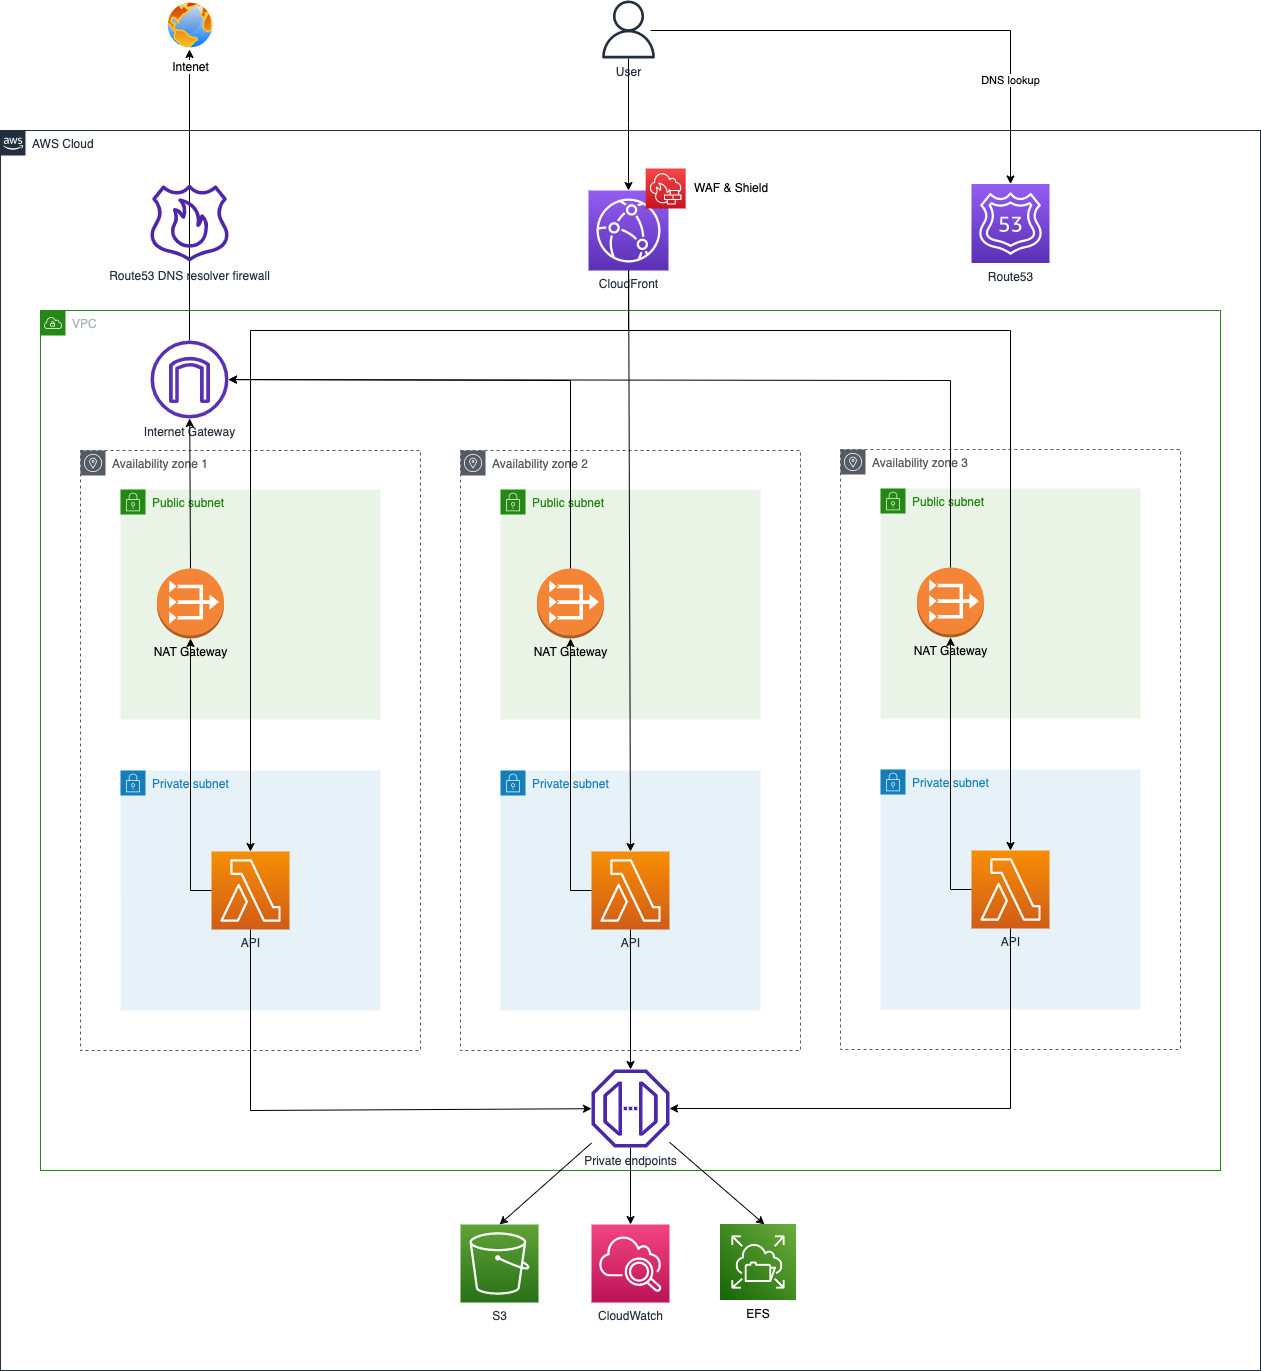 Intenet
User
DNS lookup
aws
AWS Cloud
WAF & Shield
53
Route53 DNS resolver firewall
CloudFront
Route53
VPC
Internet Gateway
Availability zone 1
Availability zone 2
Availability zone 3
Public subnet
Public subnet
Public subnet
NAT Gateway
NAT Gateway
NAT Gateway
Private subnet
Private subnet
Private subnet
API
API
API
Private endpoints
S3
CloudWatch
EFS